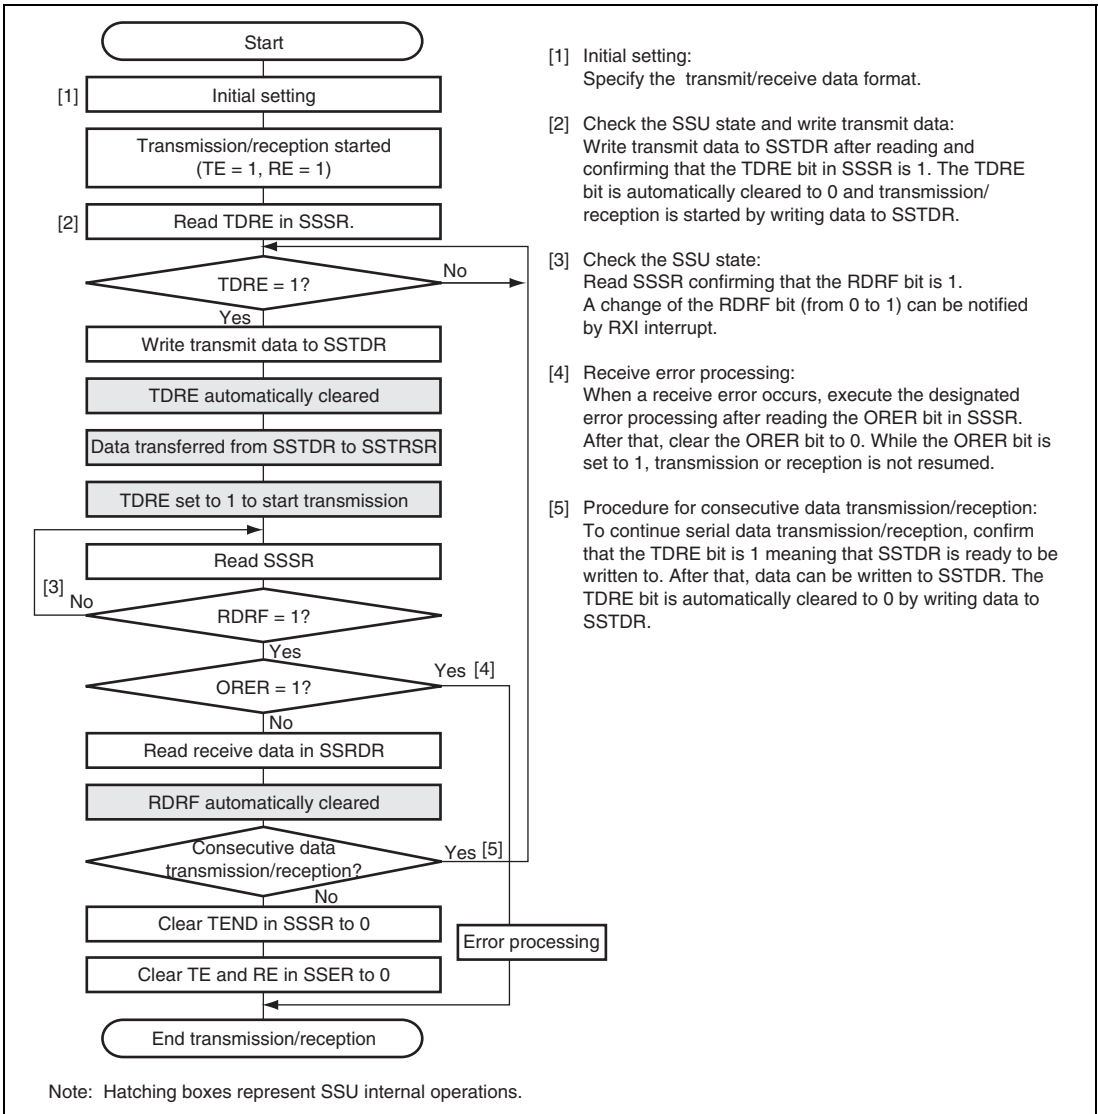 Start
[1] Initial setting
Transmission/reception started
(TE = 1, RE = 1)
[2] Read TDRE in SSSR.
TDRE = 1?
No
Yes
Write transmit data to SSTDR
TDRE automatically cleared
Data transferred from SSTDR to SSTRSR
TDRE set to 1 to start transmission
Read SSSR
[3]
No
RDRF = 1?
Yes
ORER = 1?
Yes [4]
No
Read receive data in SSRDR
RDRF automatically cleared
Consecutive data
transmission/reception?
Yes [5]
No
Clear TEND in SSSR to 0
Error processing
Clear TE and RE in SSER to 0
End transmission/reception
[1] Initial setting:
Specify the transmit/receive data format.
[2] Check the SSU state and write transmit data:
Write transmit data to SSTDR after reading and
confirming that the TDRE bit in SSSR is 1. The TDRE
bit is automatically cleared to 0 and transmission/
reception is started by writing data to SSTDR.
[3] Check the SSU state:
Read SSSR confirming that the RDRF bit is 1.
A change of the RDRF bit (from 0 to 1) can be notified
by RXI interrupt.
[4] Receive error processing:
When a receive error occurs, execute the designated
error processing after reading the ORER bit in SSSR.
After that, clear the ORER bit to 0. While the ORER bit is
set to 1, transmission or reception is not resumed.
[5] Procedure for consecutive data transmission/reception:
To continue serial data transmission/reception, confirm
that the TDRE bit is 1 meaning that SSTDR is ready to be
written to. After that, data can be written to SSTDR. The
TDRE bit is automatically cleared to 0 by writing data to
SSTDR.
Note: Hatching boxes represent SSU internal operations.